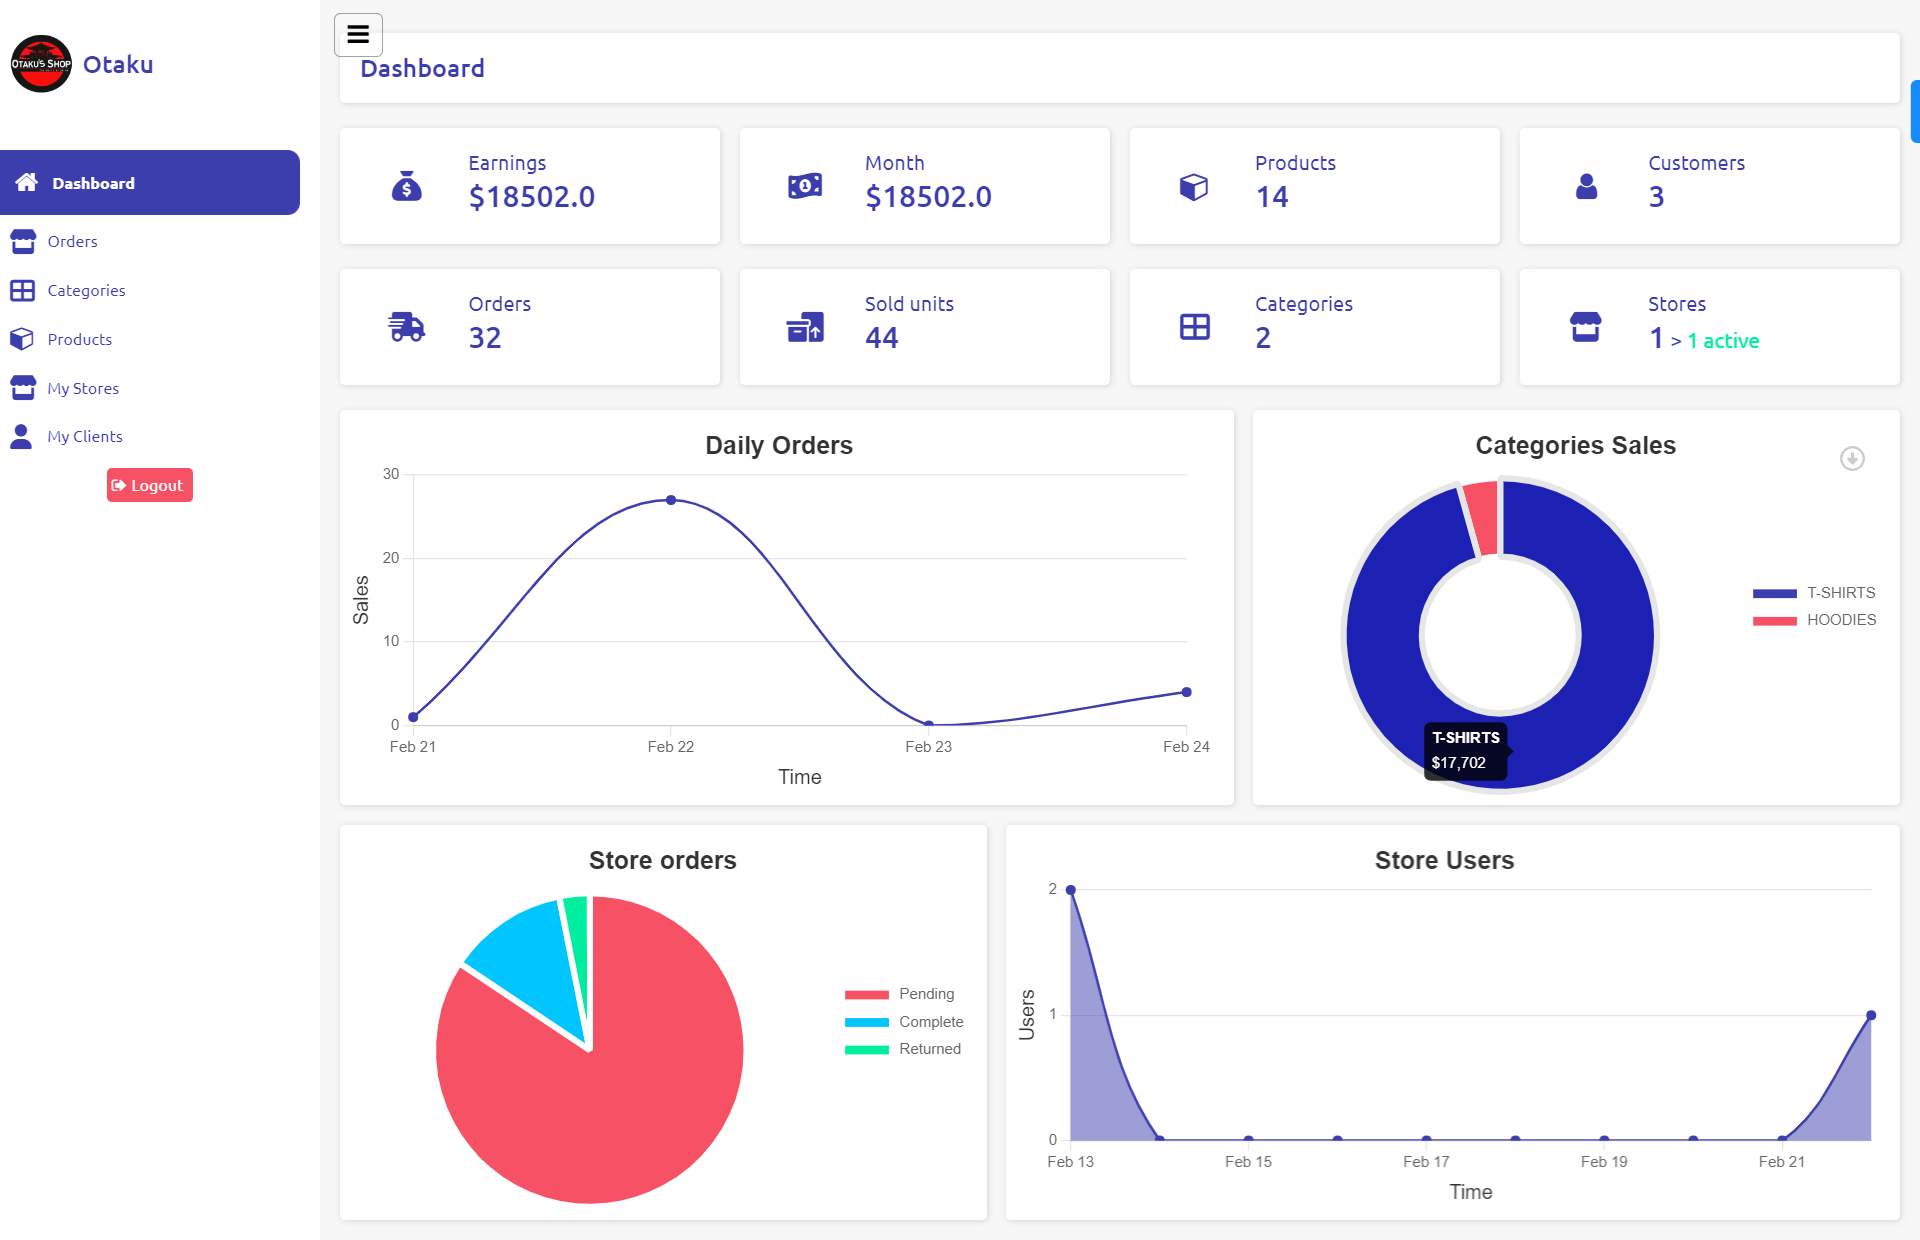 OTAKU'S SHOP
Otaku
Dashboard
Orders
Categories
Products
My Stores
My Clients
Logout
Dashboard
Earnings
$18502.0
Month
$18502.0
Products
14
Customers
3
Orders
32
Sold units
44
Categories
2
Stores
1 > 1 active
Daily Orders
30
20
10
0
Sales
Feb 21
Feb 22
Feb 23
Feb 24
Time
Categories Sales
T-SHIRTS
HOODIES
T-SHIRTS
$17,702
Store orders
Pending
Complete
Returned
Store Users
2
1
0
Users
Feb 13
Feb 15
Feb 17
Feb 19
Feb 21
Time